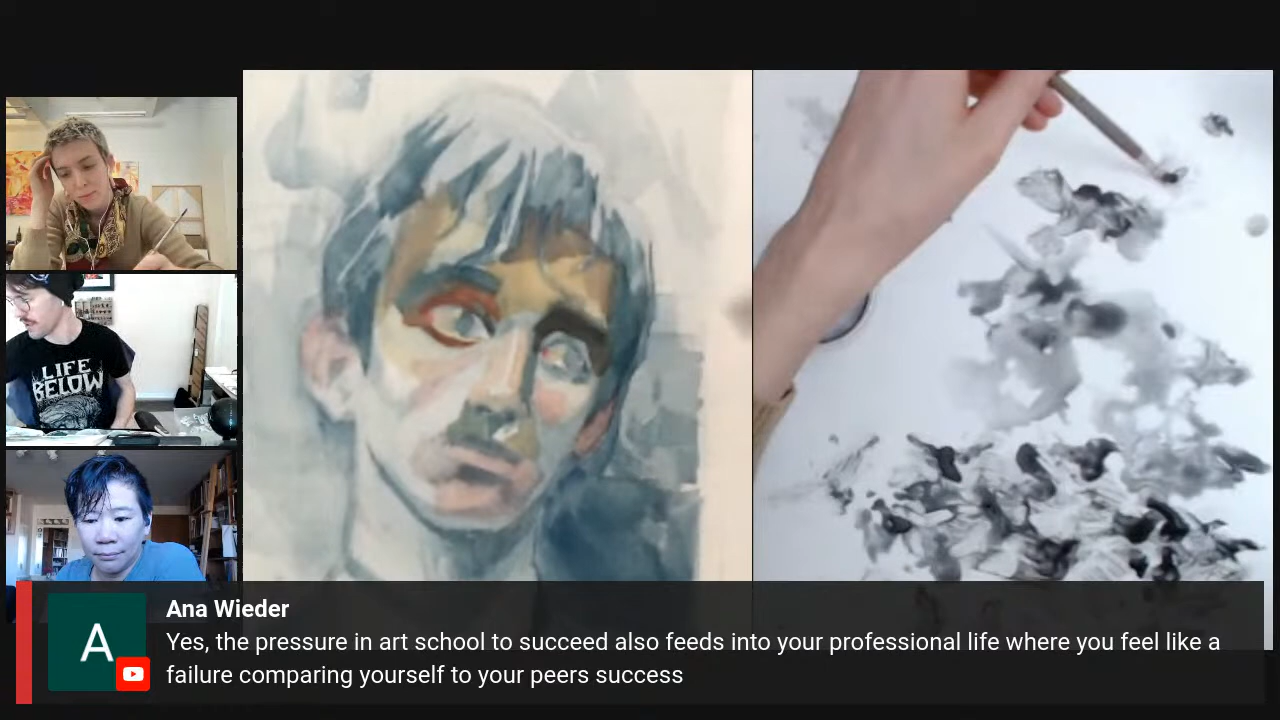 LIFE
BELOW
A
Ana Wieder
Yes, the pressure in art school to succeed also feeds into your professional life where you feel like a
failure comparing yourself to your peers success